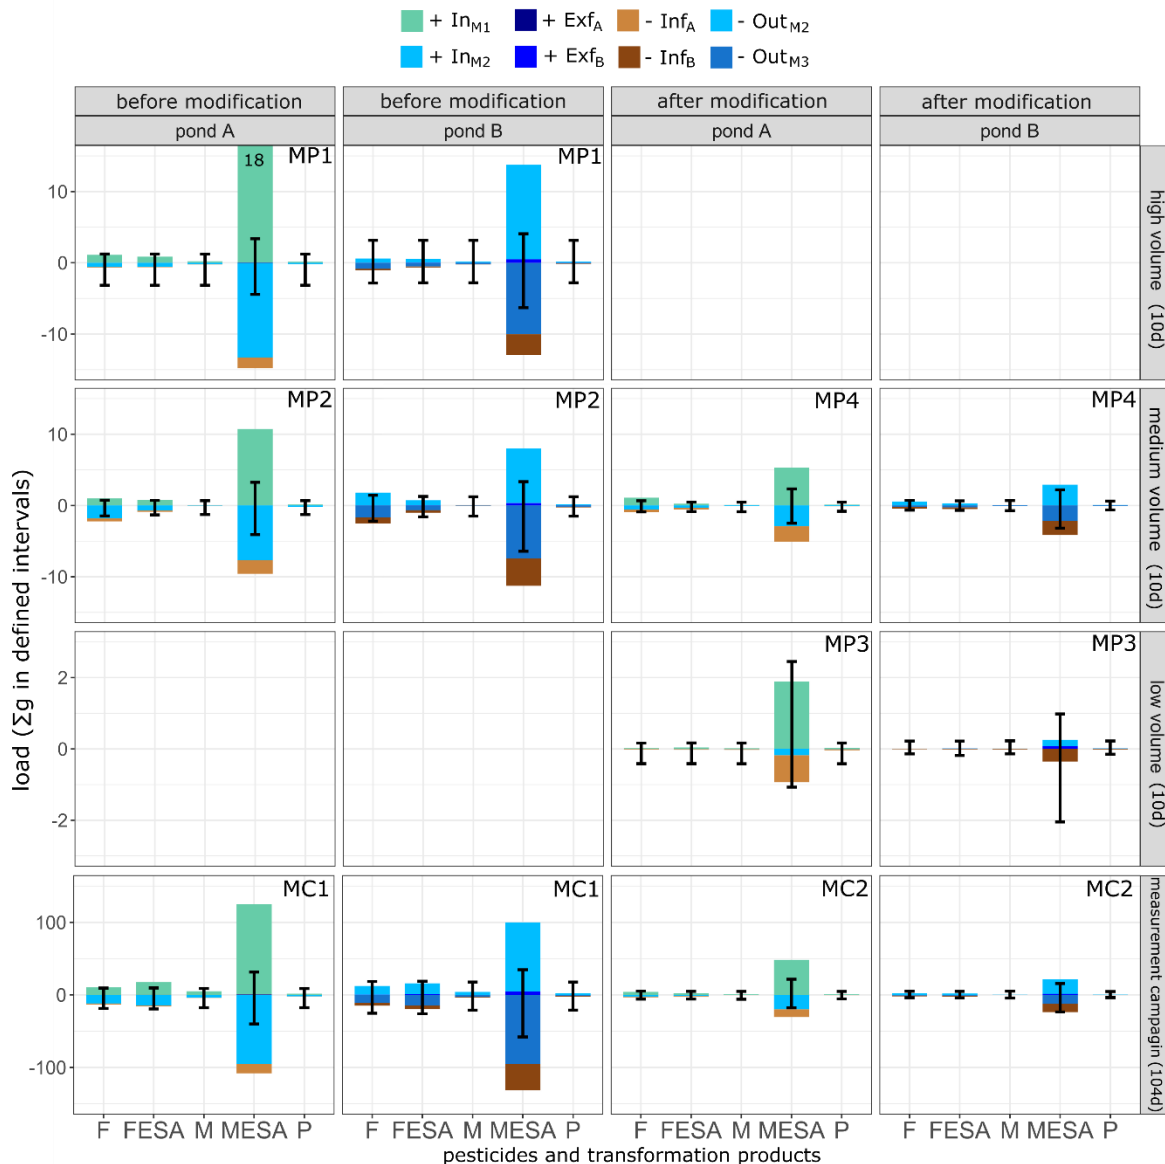 + InM1 + ExfA - InfA - OutM2
+ InM2 + ExfB - InfB - OutM3
before modification before modification after modification after modification
pond A pond B pond A pond B
18 MP1 MP1
10
0
-10
high volume (10d)
MP2 MP2 MP4 MP4
10
0
-10
medium volume (10d)
load (Σg in defined intervals)
MP3 MP3
2
0
-2
low volume (10d)
MC1 MC1 MC2 MC2
100
0
-100
measurement campagin (104d)
F FESA M MESA P F FESA M MESA P F FESA M MESA P F FESA M MESA P
pesticides and transformation products